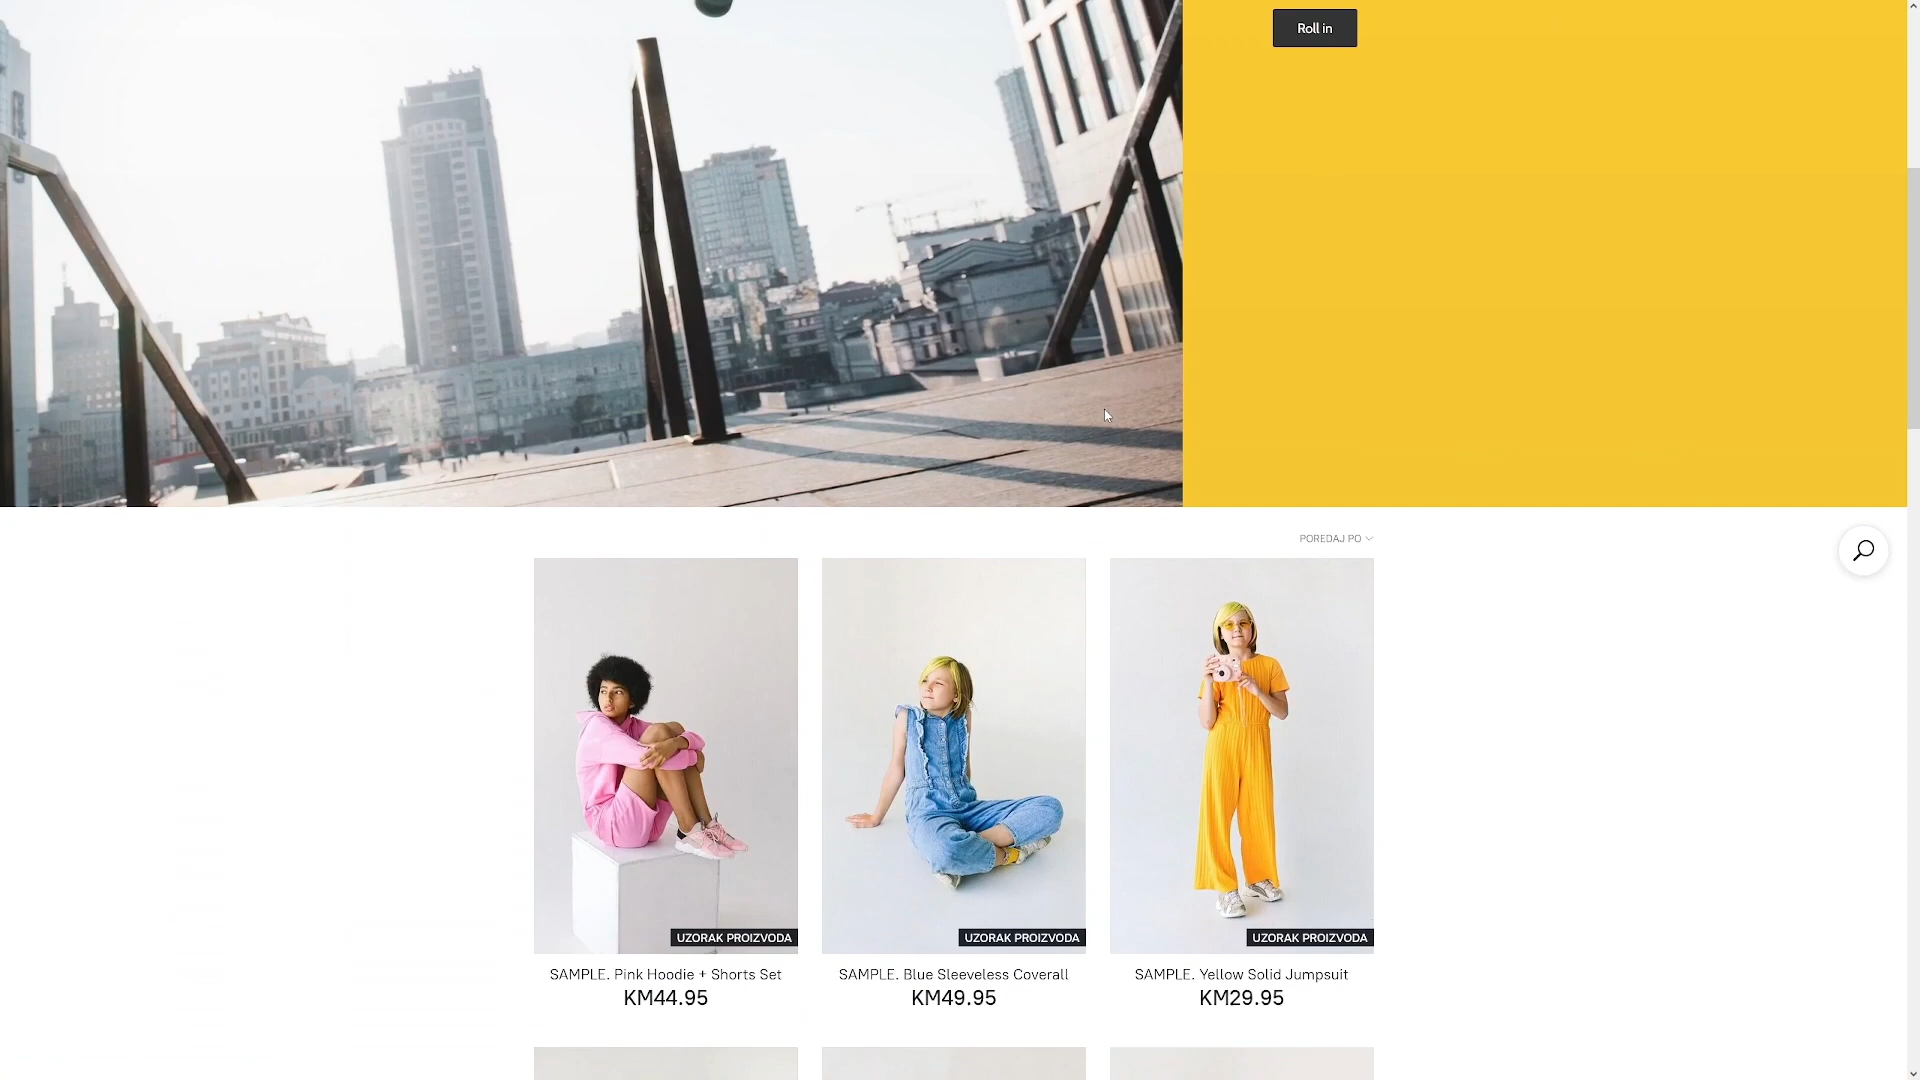 Roll in
POREDAJ PO
UZORAK PROIZVODA
UZORAK PROIZVODA
UZORAK PROIZVODA
SAMPLE. Pink Hoodie + Shorts Set
KM44.95
SAMPLE. Blue Sleeveless Coverall
KM49.95
SAMPLE. Yellow Solid Jumpsuit
KM29.95